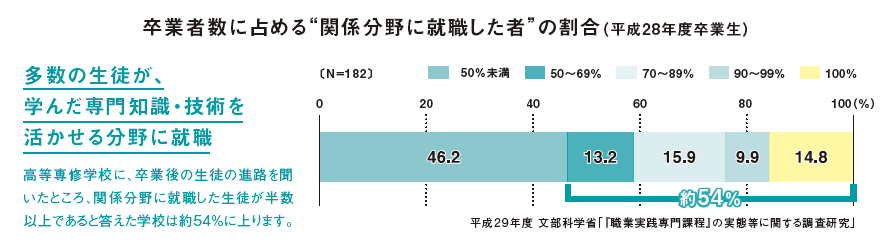 卒業者数に占める“関係分野に就職した者”の割合(平成28年度卒業生)
多数の生徒が、
学んだ専門知識・技術を
活かせる分野に就職
高等専修学校に、卒業後の生徒の進路を聞
いたところ、関係分野に就職した生徒が半数
以上であると答えた学校は約54%に上ります。
〔N=182〕
50%未満 50〜69% 70〜89% 90〜99% 100%
0 20 40 60 80 100(%)
46.2 13.2 15.9 9.9 14.8
約54%
平成29年度 文部科学省「『職業実践専門課程』の実態等に関する調査研究」